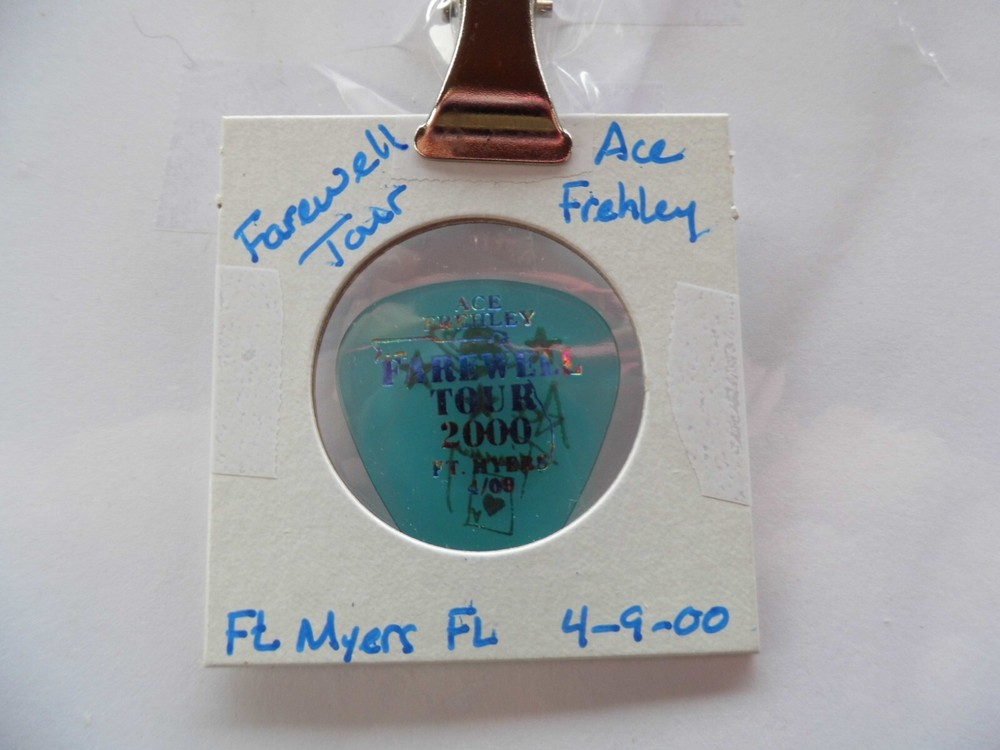 Farewell
Tour
Ace
Frehley
ACE
FREHLEY
FAREWELL
TOUR
2000
FT. MYERS
4/09
Ft Myers FL 4-9-00